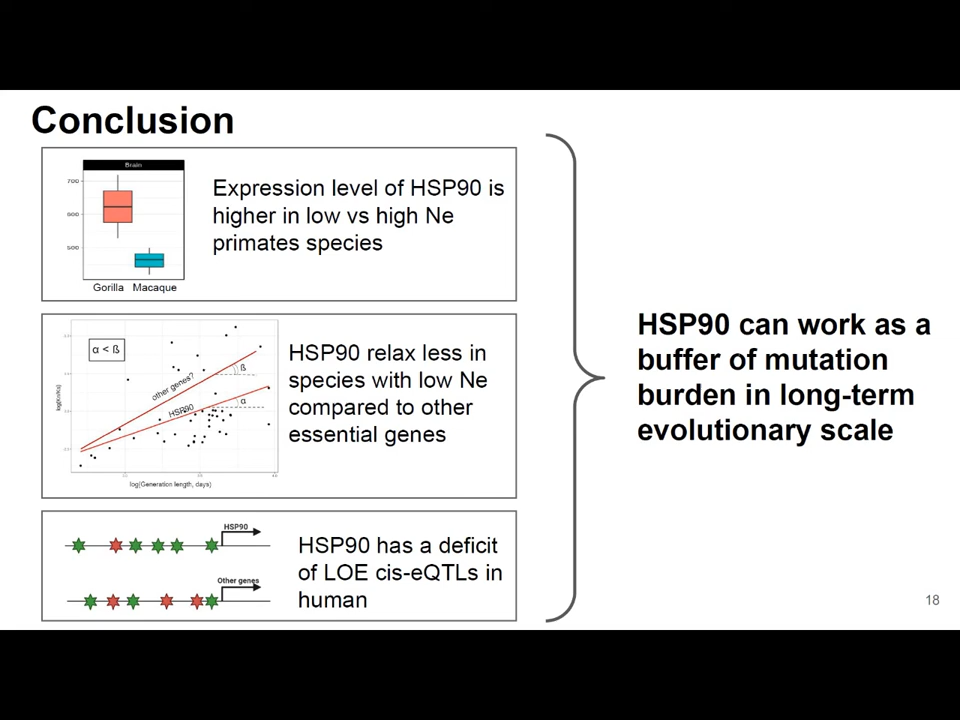 Conclusion
Brain
700
600
500
Gorilla Macaque
Expression level of HSP90 is
higher in low vs high Ne
primates species
α < ß
other genes?
HSP90
ß
α
log(Kn/Ks)
log(Generation length, days)
HSP90 relax less in
species with low Ne
compared to other
essential genes
HSP90
Other genes
HSP90 has a deficit
of LOE cis-eQTLs in
human
HSP90 can work as a
buffer of mutation
burden in long-term
evolutionary scale
18